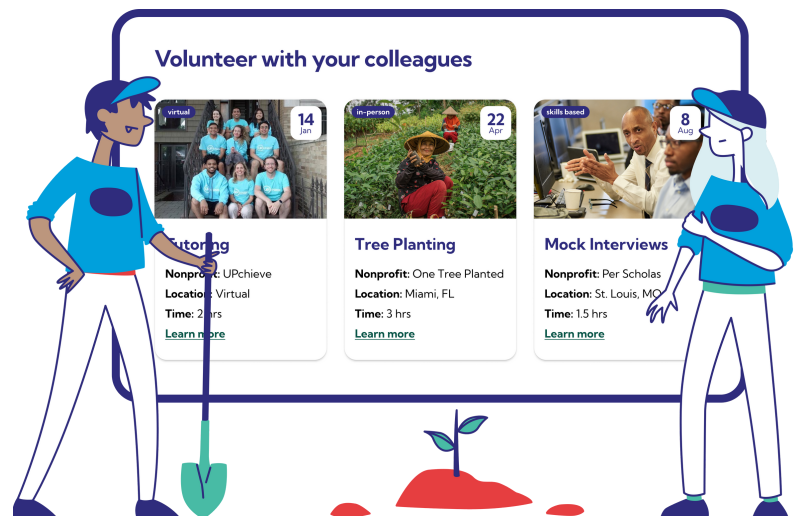 Volunteer with your colleagues
virtual
14
Jan
Tutoring
Nonprofit: UPchieve
Location: Virtual
Time: 2 hrs
Learn more
in-person
22
Apr
Tree Planting
Nonprofit: One Tree Planted
Location: Miami, FL
Time: 3 hrs
Learn more
skills based
8
Aug
Mock Interviews
Nonprofit: Per Scholas
Location: St. Louis, MO
Time: 1.5 hrs
Learn more